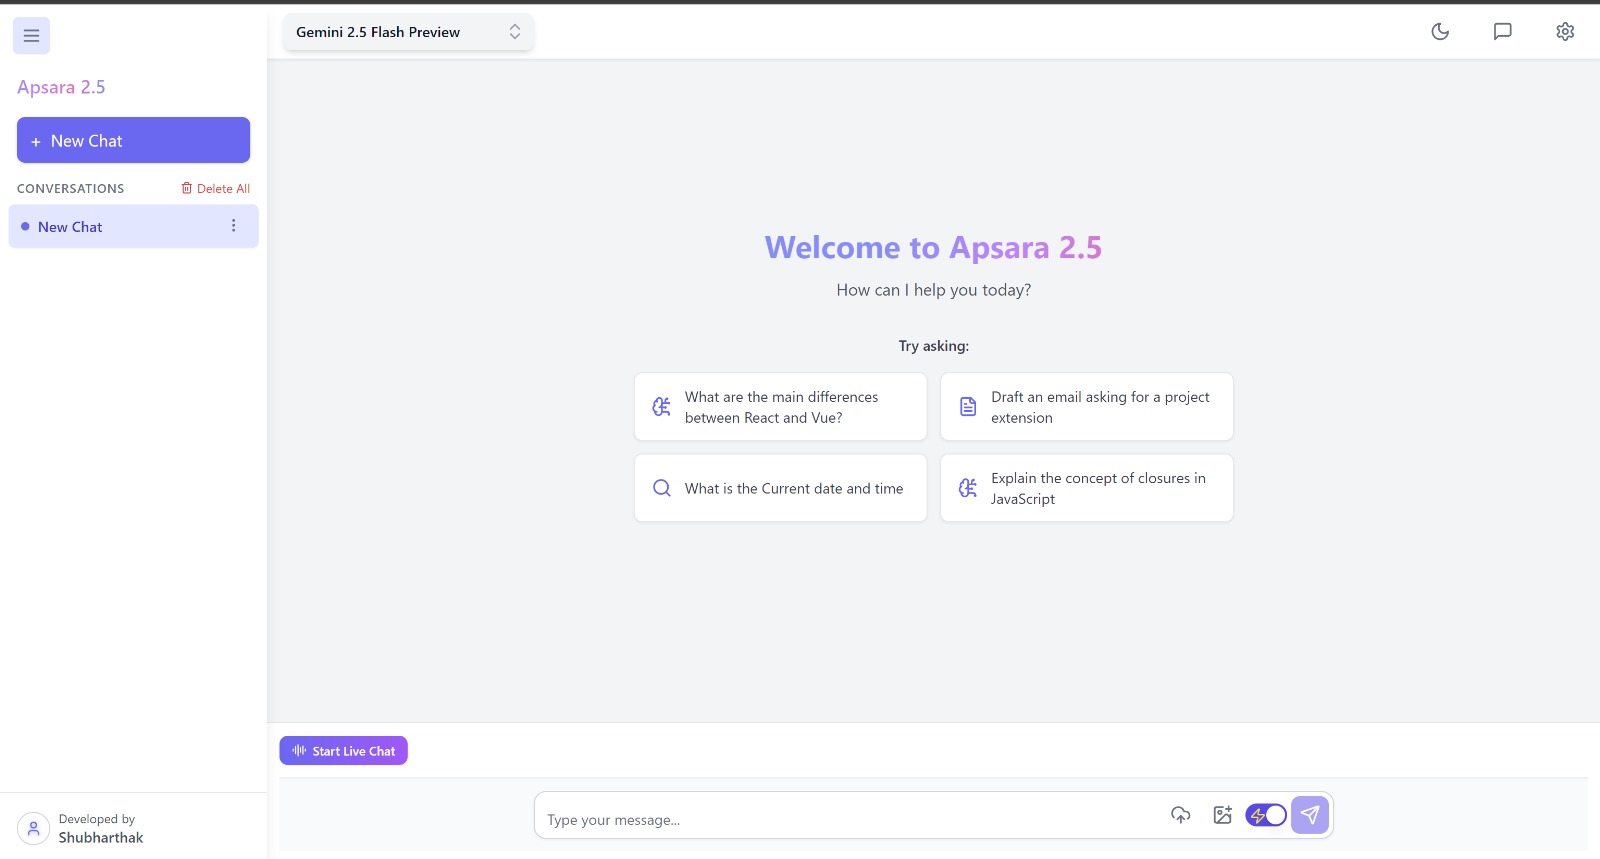 Gemini 2.5 Flash Preview
Apsara 2.5
+ New Chat
CONVERSATIONS
Delete All
New Chat
Welcome to Apsara 2.5
How can I help you today?
Try asking:
What are the main differences
between React and Vue?
Draft an email asking for a project
extension
What is the Current date and time
Explain the concept of closures in
JavaScript
Start Live Chat
Type your message...
Developed by
Shubharthak